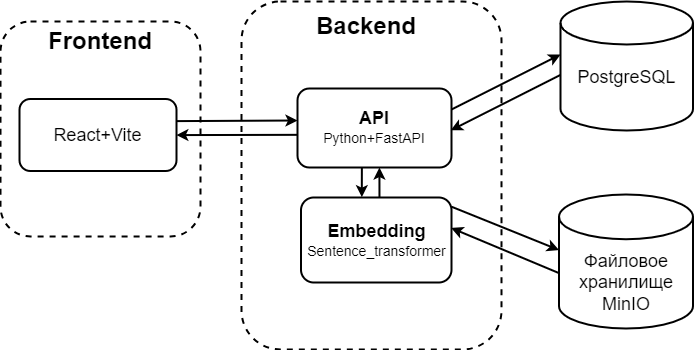 Frontend
React+Vite
Backend
API
Python+FastAPI
Embedding
Sentence_transformer
PostgreSQL
Файловое
хранилище
MinIO